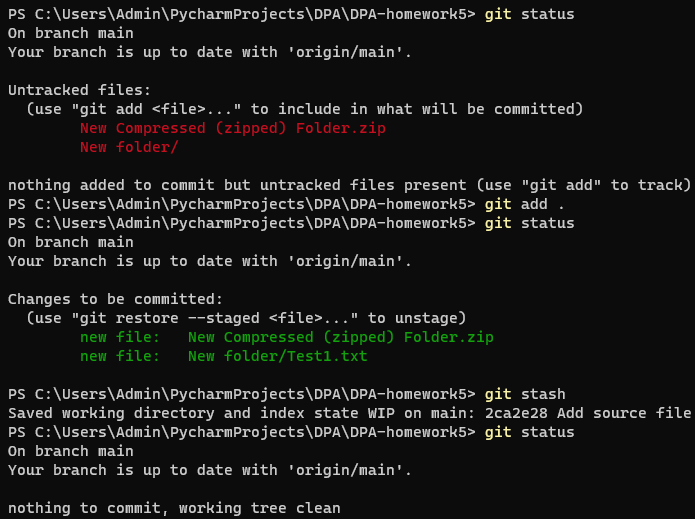 PS C:\Users\Admin\PycharmProjects\DPA\DPA-homework5> git status
On branch main
Your branch is up to date with 'origin/main'.
Untracked files:
(use "git add <file>..." to include in what will be committed)
New Compressed (zipped) Folder.zip
New folder/
nothing added to commit but untracked files present (use "git add" to track)
PS C:\Users\Admin\PycharmProjects\DPA\DPA-homework5> git add .
PS C:\Users\Admin\PycharmProjects\DPA\DPA-homework5> git status
On branch main
Your branch is up to date with 'origin/main'.
Changes to be committed:
(use "git restore --staged <file>..." to unstage)
new file:   New Compressed (zipped) Folder.zip
new file:   New folder/Test1.txt
PS C:\Users\Admin\PycharmProjects\DPA\DPA-homework5> git stash
Saved working directory and index state WIP on main: 2ca2e28 Add source file
PS C:\Users\Admin\PycharmProjects\DPA\DPA-homework5> git status
On branch main
Your branch is up to date with 'origin/main'.
nothing to commit, working tree clean